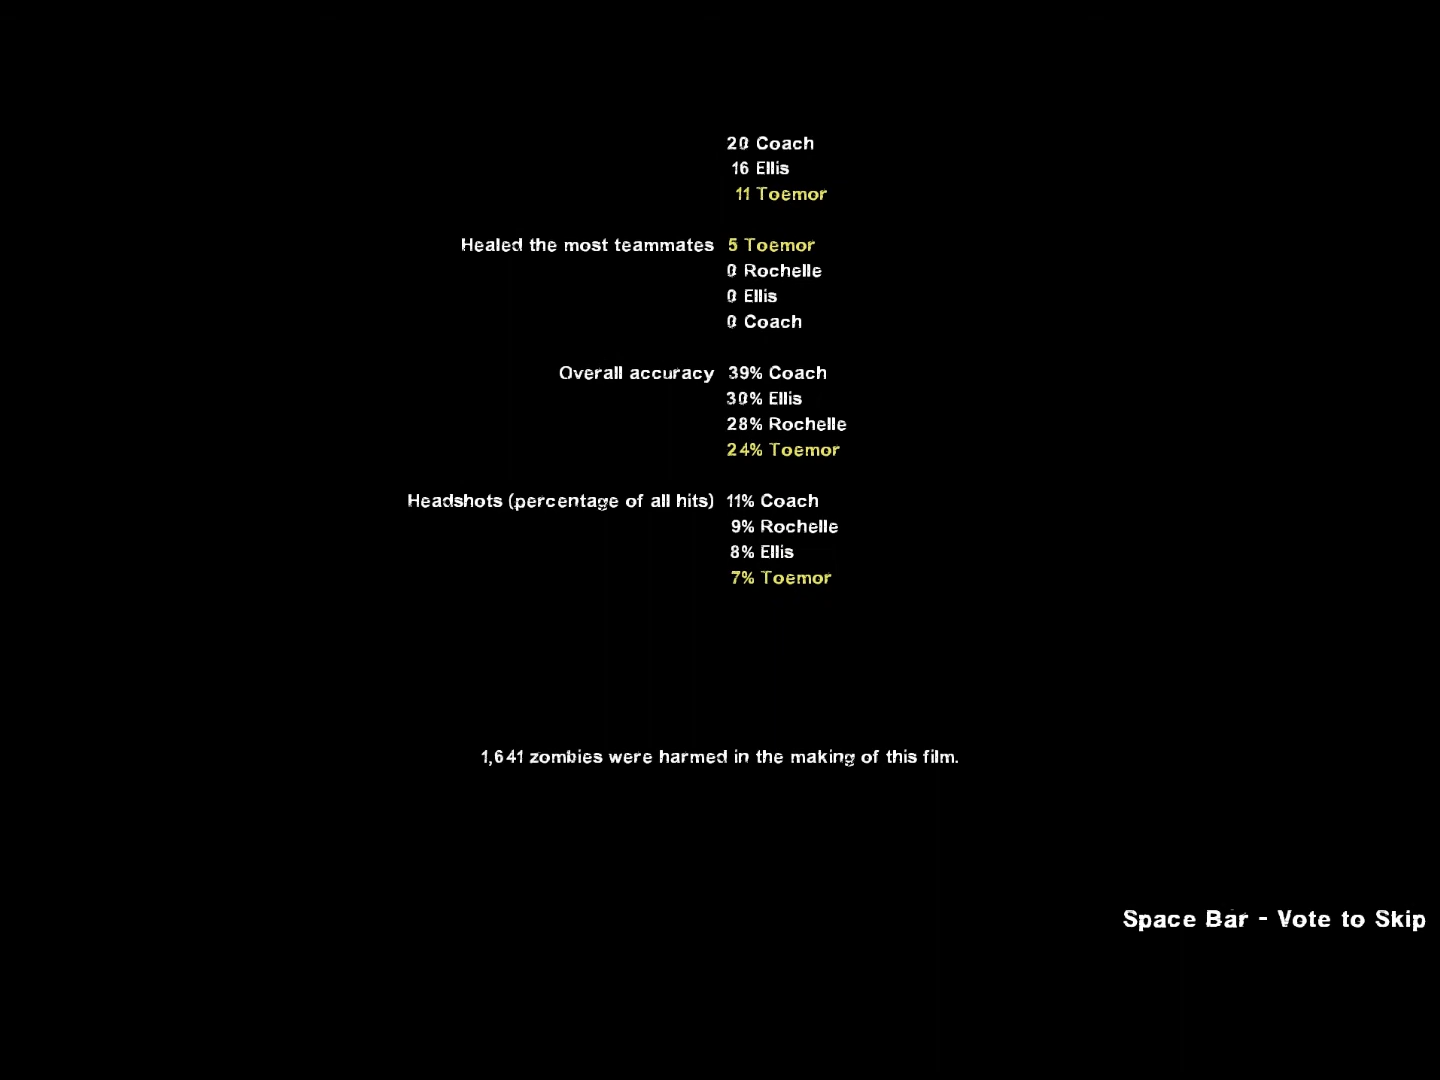 20 Coach
16 Ellis
11 Toemor
Healed the most teammates 5 Toemor
0 Rochelle
0 Ellis
0 Coach
Overall accuracy 39% Coach
30% Ellis
28% Rochelle
24% Toemor
Headshots (percentage of all hits) 11% Coach
9% Rochelle
8% Ellis
7% Toemor
1,641 zombies were harmed in the making of this film.
Space Bar - Vote to Skip